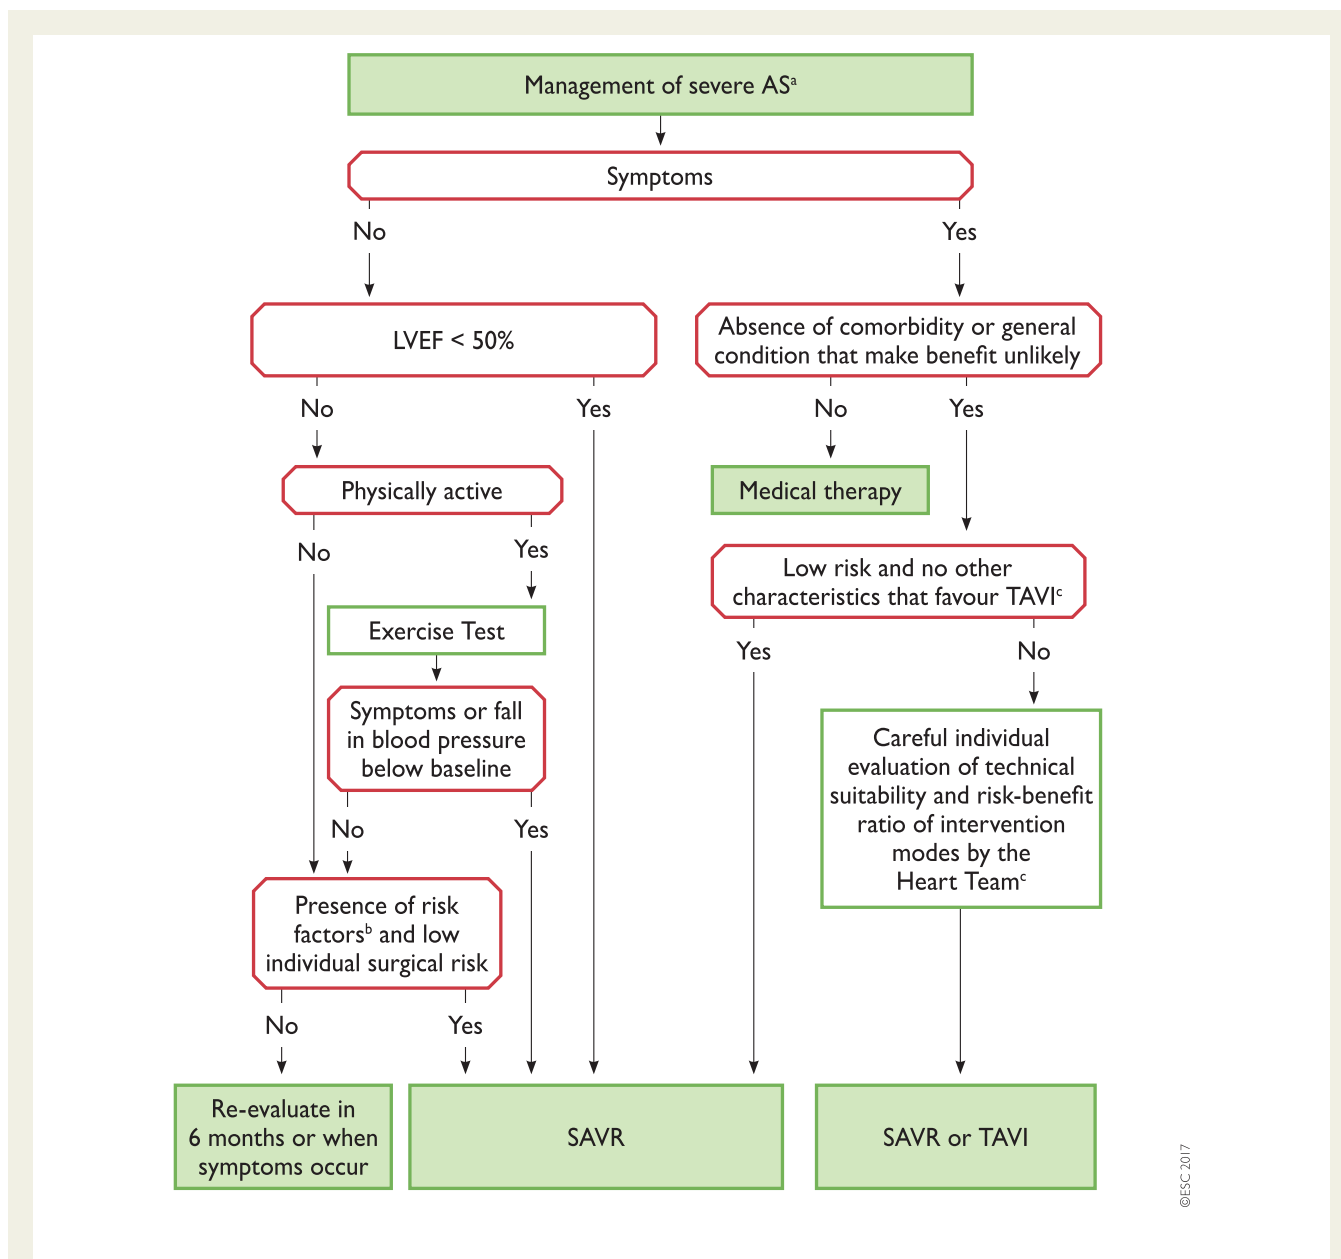 Management of severe ASᵃ
Symptoms
No
Yes
LVEF < 50%
Absence of comorbidity or general
condition that make benefit unlikely
No
Yes
No
Yes
Physically active
Medical therapy
No
Yes
Low risk and no other
characteristics that favour TAVIᶜ
Exercise Test
Yes
No
Symptoms or fall
in blood pressure
below baseline
Careful individual
evaluation of technical
suitability and risk-benefit
ratio of intervention
modes by the
Heart Teamᶜ
No
Yes
Presence of risk
factorsᵇ and low
individual surgical risk
No
Yes
Re-evaluate in
6 months or when
symptoms occur
SAVR
SAVR or TAVI
©ESC 2017